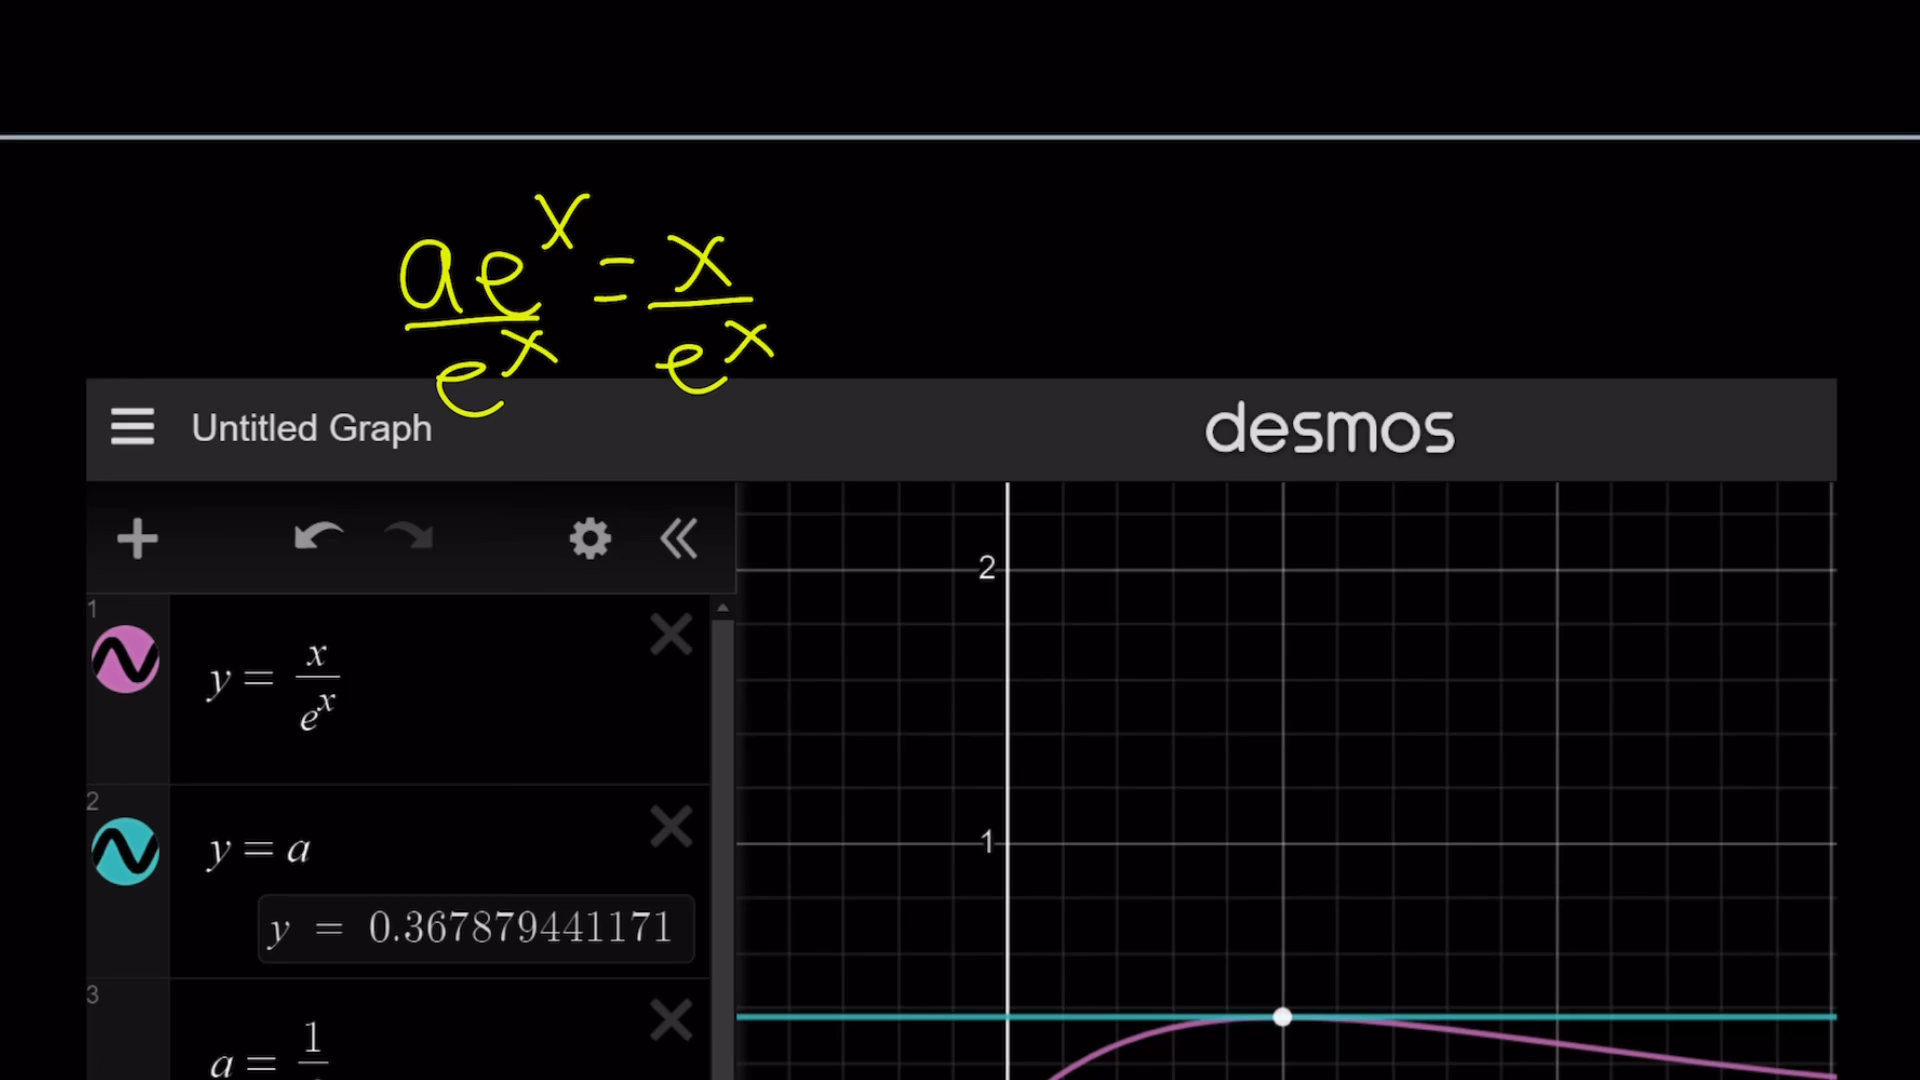 ae^x = x
e^x e^x
Untitled Graph
desmos
1
y = x/e^x
2
y = a
y = 0.367879441171
3
a = 1
2
1